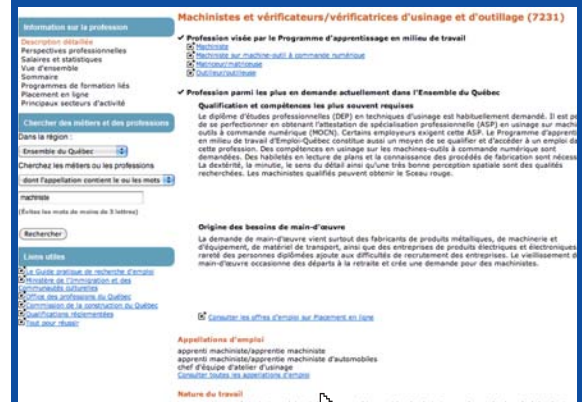 Information sur la profession
Description détaillée
Perspectives professionnelles
Salaires et statistiques
Vue d'ensemble
Sommaire
Programmes de formation liés
Placement en ligne
Principaux secteurs d'activité
Chercher des métiers et des professions
Dans la région :
Ensemble du Québec
Cherchez les métiers ou les professions
dont l'appellation contient le ou les mots
machiniste
(Évitez les mots de moins de 3 lettres)
Rechercher
Liens utiles
Le Guide pratique de recherche d'emploi
Ministère de l'Immigration et des
Communautés culturelles
Office des professions du Québec
Commission de la construction du Québec
Qualifications réglementées
Tout pour réussir
Machinistes et vérificateurs/vérificatrices d'usinage et d'outillage (7231)
Profession visée par le Programme d'apprentissage en milieu de travail
Machiniste
Machiniste sur machine-outil à commande numérique
Matriceur/matriceuse
Outilleur/outilleuse
Profession parmi les plus en demande actuellement dans l'Ensemble du Québec
Qualification et compétences les plus souvent requises
Le diplôme d'études professionnelles (DEP) en techniques d'usinage est habituellement demandé. Il est
de se perfectionner en obtenant l'attestation de spécialisation professionnelle (ASP) en usinage sur
outils à commande numérique (MOCN). Certains employeurs exigent cette ASP. Le Programme
en milieu de travail d'Emploi-Québec constitue aussi un moyen de se qualifier et d'accéder à un emploi
cette profession. Des compétences en usinage sur les machines-outils à commande numérique sont
demandées. Des habiletés en lecture de plans et la connaissance des procédés de fabrication sont
La dextérité, la minutie, le sens du détail ainsi qu'une très bonne perception spatiale sont des qualités
recherchées. Les machinistes qualifiés peuvent obtenir le Sceau rouge.
Origine des besoins de main-d'œuvre
La demande de main-d'œuvre vient surtout des fabricants de produits métalliques, de machinerie et
d'équipement, de matériel de transport, ainsi que des entreprises de produits électriques et électroniques
rareté des personnes diplômées ajoute aux difficultés de recrutement des entreprises. Le vieillissement
main-d'œuvre occasionne des départs à la retraite et crée une demande pour des machinistes.
Consulter les offres d'emploi sur Placement en ligne
Appellations d'emploi
apprenti machiniste/apprentie machiniste
apprenti machiniste/apprentie machiniste d'automobiles
chef d'équipe d'atelier d'usinage
Consulter toutes les appellations d'emploi
Nature du travail